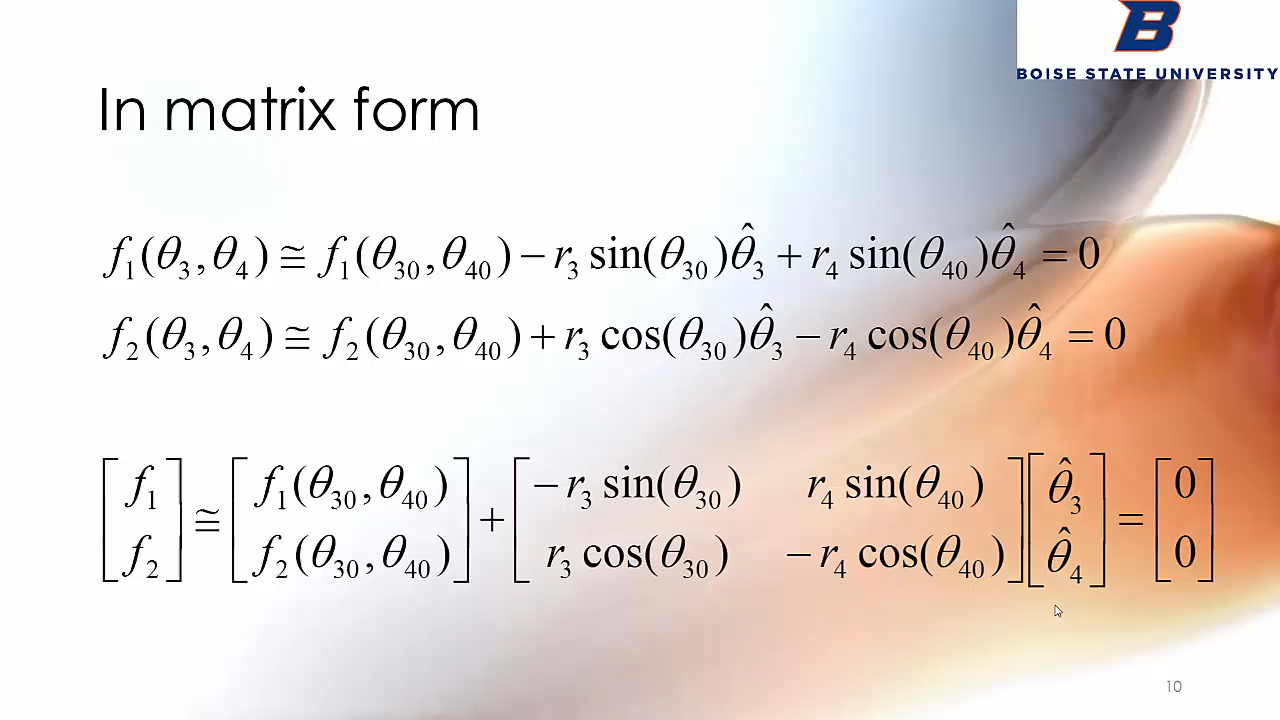 B
BOISE STATE UNIVERSITY
In matrix form
f₁(θ₃,θ₄) ≅ f₁(θ₃₀,θ₄₀) − r₃ sin(θ₃₀)θ̂₃ + r₄ sin(θ₄₀)θ̂₄ = 0
f₂(θ₃,θ₄) ≅ f₂(θ₃₀,θ₄₀) + r₃ cos(θ₃₀)θ̂₃ − r₄ cos(θ₄₀)θ̂₄ = 0
[f₁; f₂] ≅ [f₁(θ₃₀,θ₄₀); f₂(θ₃₀,θ₄₀)] + [−r₃ sin(θ₃₀) r₄ sin(θ₄₀); r₃ cos(θ₃₀) −r₄ cos(θ₄₀)] [θ̂₃; θ̂₄] = [0; 0]
10